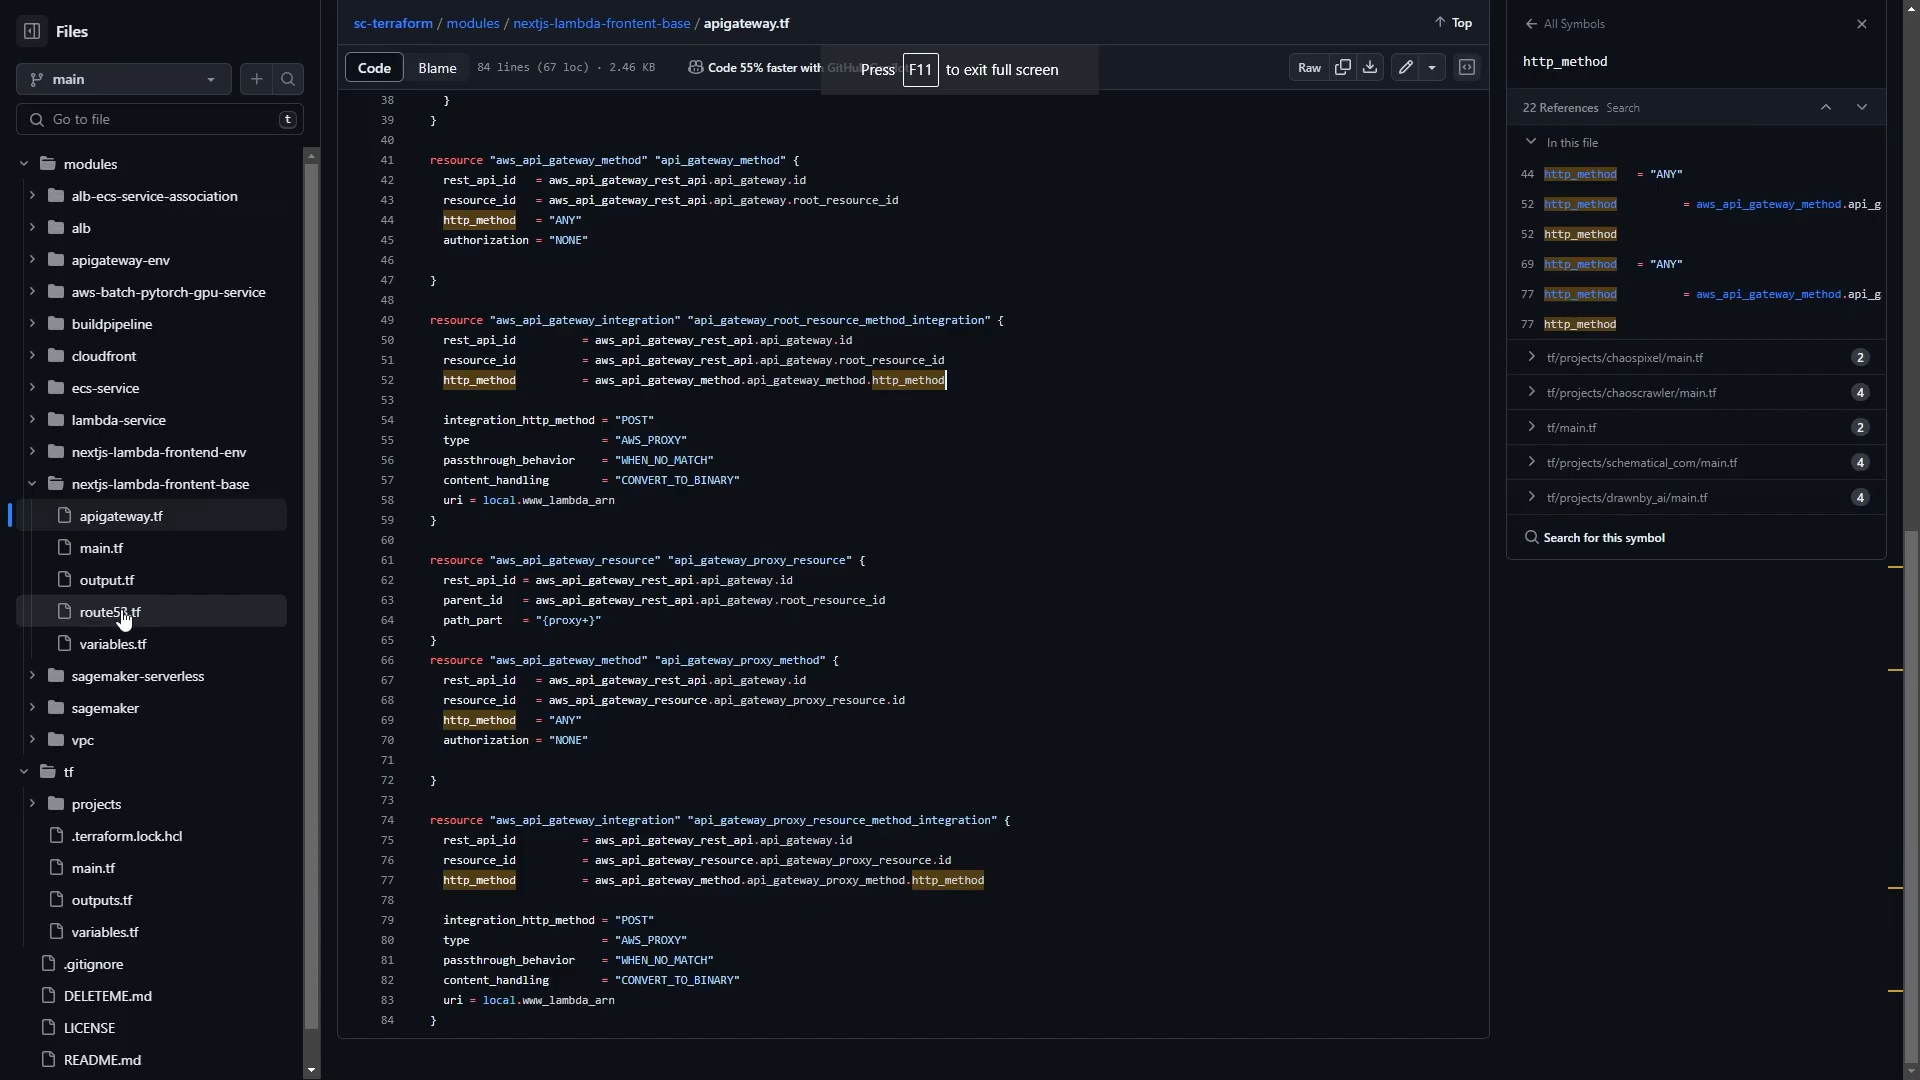 Files
main
Go to file
t
modules
alb-ecs-service-association
alb
apigateway-env
aws-batch-pytorch-gpu-service
buildpipeline
cloudfront
ecs-service
lambda-service
nextjs-lambda-frontend-env
nextjs-lambda-frontent-base
apigateway.tf
main.tf
output.tf
route53.tf
variables.tf
sagemaker-serverless
sagemaker
vpc
tf
projects
.terraform.lock.hcl
main.tf
outputs.tf
variables.tf
.gitignore
DELETEME.md
LICENSE
README.md
sc-terraform / modules / nextjs-lambda-frontent-base / apigateway.tf
Top
Code Blame 84 lines (67 loc) · 2.46 KB Code 55% faster with GitHub Copilot
Press F11 to exit full screen
Raw
38 }
39 }
40
41 resource "aws_api_gateway_method" "api_gateway_method" {
42 rest_api_id = aws_api_gateway_rest_api.api_gateway.id
43 resource_id = aws_api_gateway_rest_api.api_gateway.root_resource_id
44 http_method = "ANY"
45 authorization = "NONE"
46
47 }
48
49 resource "aws_api_gateway_integration" "api_gateway_root_resource_method_integration" {
50 rest_api_id = aws_api_gateway_rest_api.api_gateway.id
51 resource_id = aws_api_gateway_rest_api.api_gateway.root_resource_id
52 http_method = aws_api_gateway_method.api_gateway_method.http_method
53
54 integration_http_method = "POST"
55 type = "AWS_PROXY"
56 passthrough_behavior = "WHEN_NO_MATCH"
57 content_handling = "CONVERT_TO_BINARY"
58 uri = local.www_lambda_arn
59 }
60
61 resource "aws_api_gateway_resource" "api_gateway_proxy_resource" {
62 rest_api_id = aws_api_gateway_rest_api.api_gateway.id
63 parent_id = aws_api_gateway_rest_api.api_gateway.root_resource_id
64 path_part = "{proxy+}"
65 }
66 resource "aws_api_gateway_method" "api_gateway_proxy_method" {
67 rest_api_id = aws_api_gateway_rest_api.api_gateway.id
68 resource_id = aws_api_gateway_resource.api_gateway_proxy_resource.id
69 http_method = "ANY"
70 authorization = "NONE"
71
72 }
73
74 resource "aws_api_gateway_integration" "api_gateway_proxy_resource_method_integration" {
75 rest_api_id = aws_api_gateway_rest_api.api_gateway.id
76 resource_id = aws_api_gateway_resource.api_gateway_proxy_resource.id
77 http_method = aws_api_gateway_method.api_gateway_proxy_method.http_method
78
79 integration_http_method = "POST"
80 type = "AWS_PROXY"
81 passthrough_behavior = "WHEN_NO_MATCH"
82 content_handling = "CONVERT_TO_BINARY"
83 uri = local.www_lambda_arn
84 }
All Symbols
http_method
22 References Search
In this file
44 http_method = "ANY"
52 http_method = aws_api_gateway_method.api_g
52 http_method
69 http_method = "ANY"
77 http_method = aws_api_gateway_method.api_g
77 http_method
tf/projects/chaospixel/main.tf 2
tf/projects/chaoscrawler/main.tf 4
tf/main.tf 2
tf/projects/schematical_com/main.tf 4
tf/projects/drawnby_ai/main.tf 4
Search for this symbol